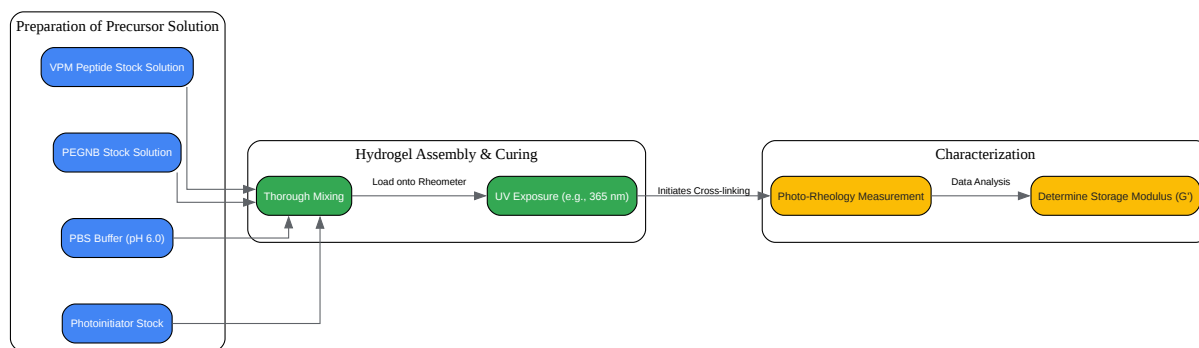 Preparation of Precursor Solution
VPM Peptide Stock Solution
PEGNB Stock Solution
PBS Buffer (pH 6.0)
Photoinitiator Stock
Hydrogel Assembly & Curing
Thorough Mixing
Load onto Rheometer
UV Exposure (e.g., 365 nm)
Initiates Cross-linking
Characterization
Photo-Rheology Measurement
Data Analysis
Determine Storage Modulus (G')